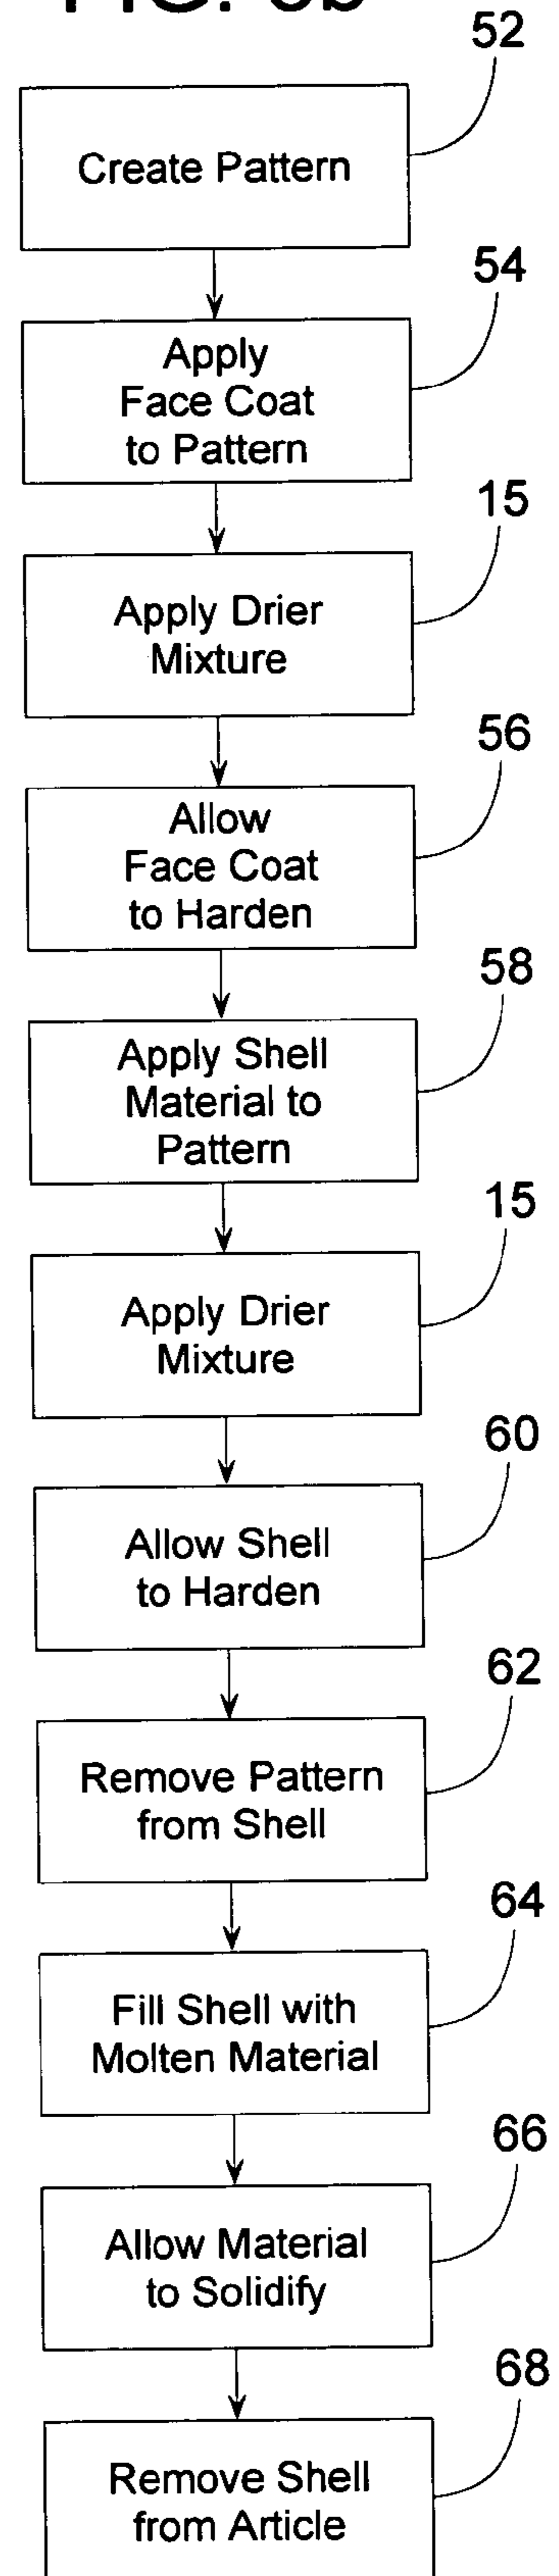 FIG. 3b
52
Create Pattern
54
Apply
Face Coat
to Pattern
15
Apply Drier
Mixture
56
Allow
Face Coat
to Harden
58
Apply Shell
Material to
Pattern
15
Apply Drier
Mixture
60
Allow Shell
to Harden
62
Remove Pattern
from Shell
64
Fill Shell with
Molten Material
66
Allow Material
to Solidify
68
Remove Shell
from Article